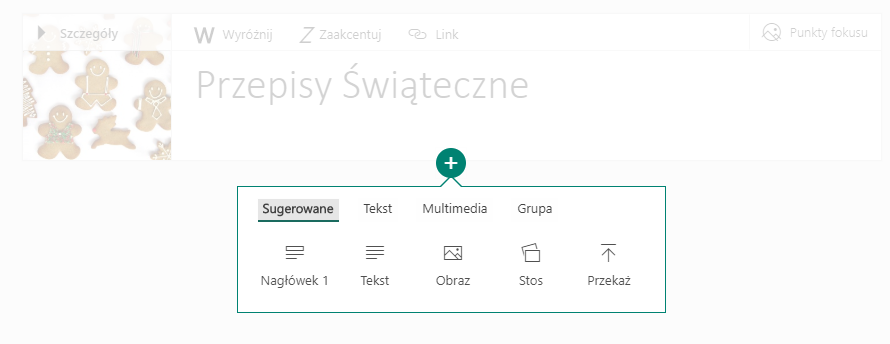 Szczegóły W Wyróżnij Z Zaakcentuj Link Punkty fokusu
Przepisy Świąteczne
Sugerowane Tekst Multimedia Grupa
Nagłówek 1 Tekst Obraz Stos Przekaż